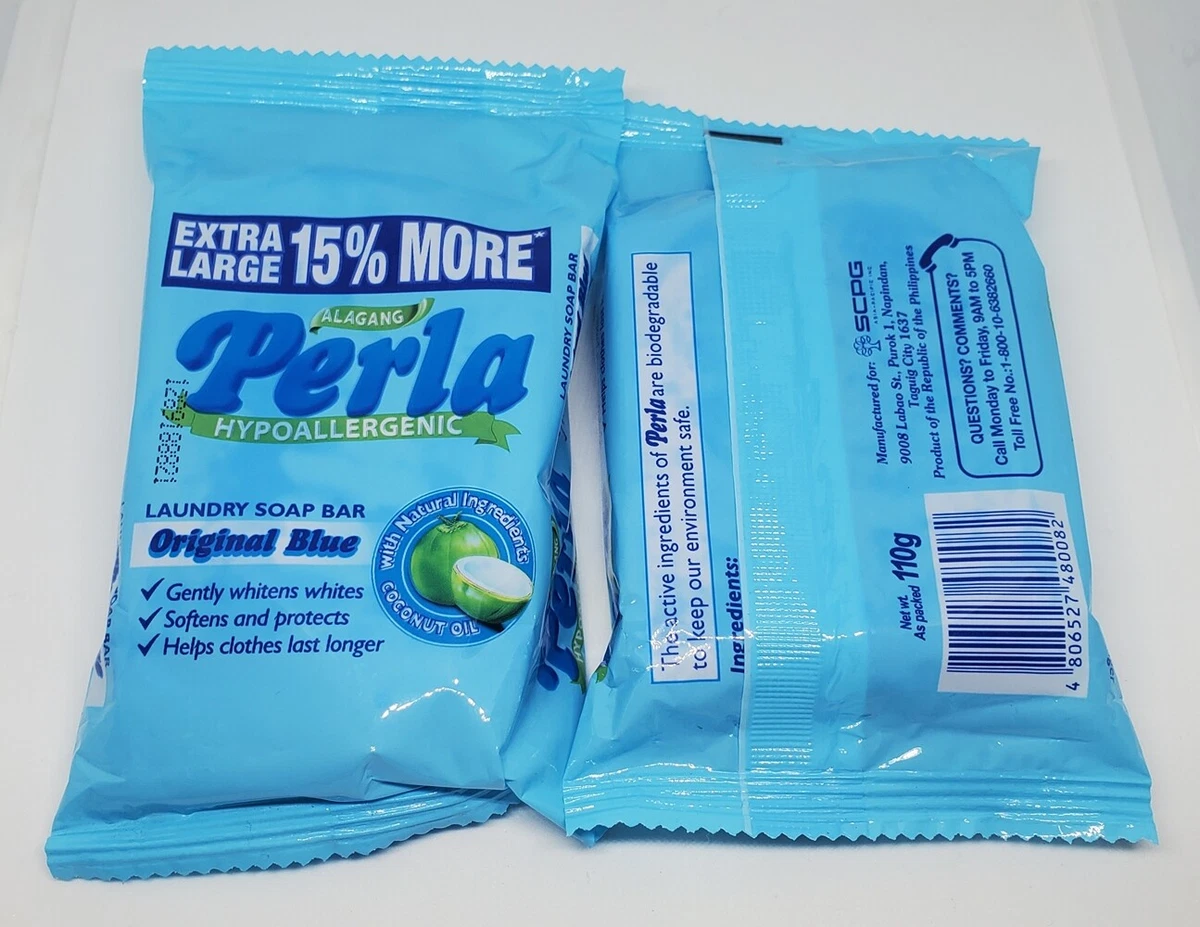 EXTRA LARGE 15% MORE*
ALAGANG
Perla
HYPOALLERGENIC
LAUNDRY SOAP BAR
Original Blue
✓ Gently whitens whites
✓ Softens and protects
✓ Helps clothes last longer
With Natural Ingredients
COCONUT OIL
LAUNDRY SOAP BAR
The active ingredients of Perla are biodegradable
to keep our environment safe.
Ingredients:
Manufactured for: SCPG
9008 Labao St., Purok 1, Napindan,
Taguig City 1637
Product of the Republic of the Philippines
QUESTIONS? COMMENTS?
Call Monday to Friday, 9AM to 5PM
Toll Free No.:1-800-10-6382660
Net wt. 110g
As packed
4 806527 480082